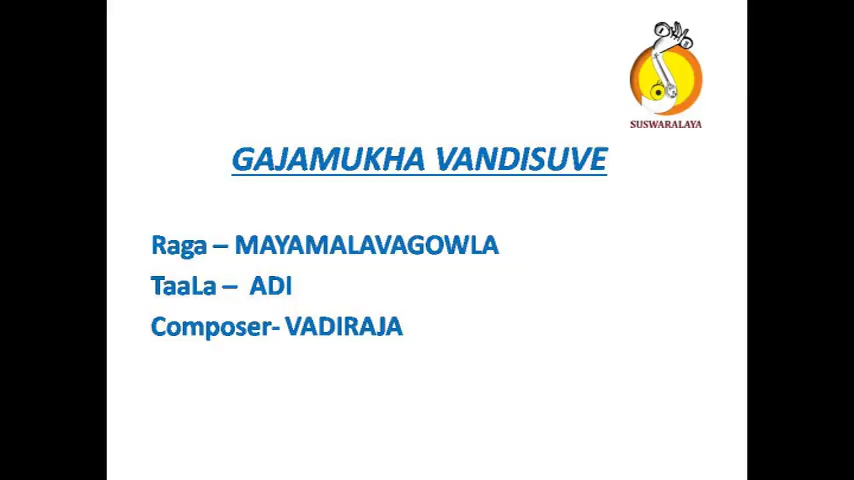 SUSWARALAYA
GAJAMUKHA VANDISUVE
Raga – MAYAMALAVAGOWLA
TaaLa – ADI
Composer- VADIRAJA